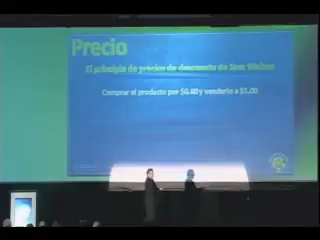 Precio
El principio de precios de descuento de Sam Walton
Comprar el producto por $0.80 y venderlo a $1.00